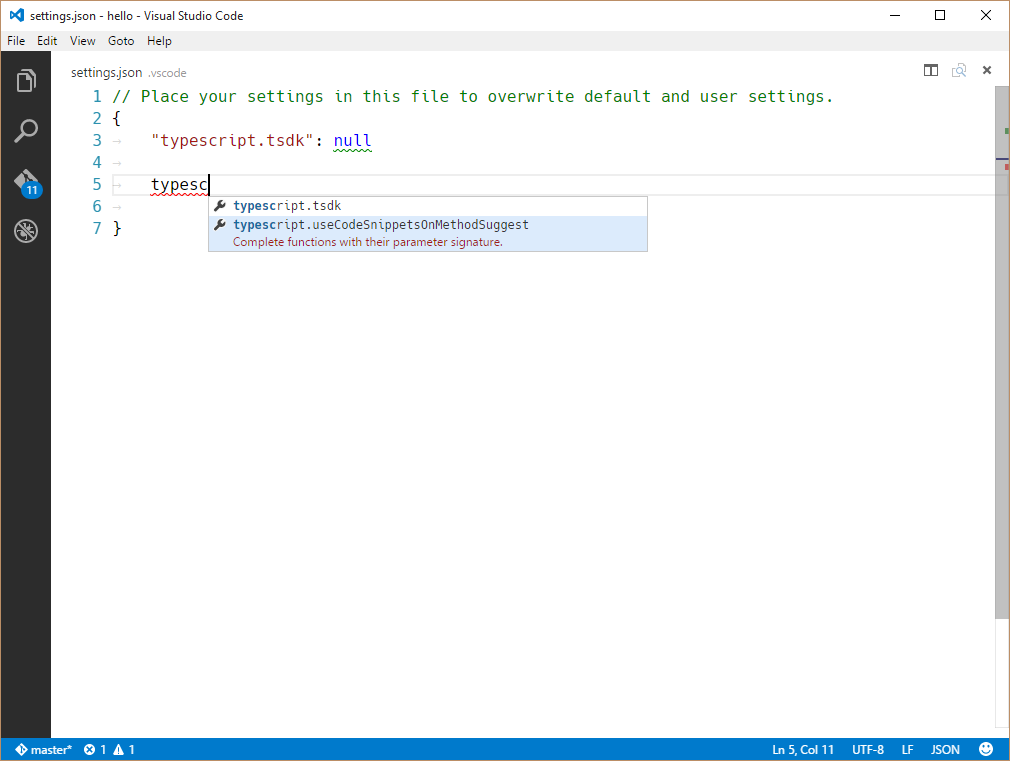 settings.json - hello - Visual Studio Code
File Edit View Goto Help
settings.json .vscode
1 // Place your settings in this file to overwrite default and user settings.
2 {
3 "typescript.tsdk": null
4
5 typesc
typescript.tsdk
6
typescript.useCodeSnippetsOnMethodSuggest
7 }
Complete functions with their parameter signature.
11
master* 1 1 Ln 5, Col 11 UTF-8 LF JSON